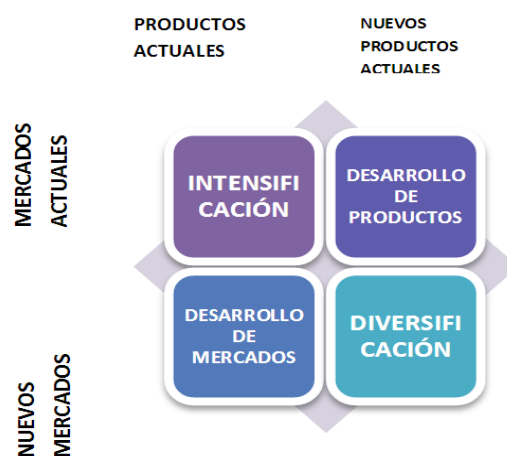 PRODUCTOS
ACTUALES
NUEVOS
PRODUCTOS
ACTUALES
MERCADOS
ACTUALES
INTENSIFI
CACIÓN
DESARROLLO
DE
PRODUCTOS
NUEVOS
MERCADOS
DESARROLLO
DE
MERCADOS
DIVERSIFI
CACIÓN